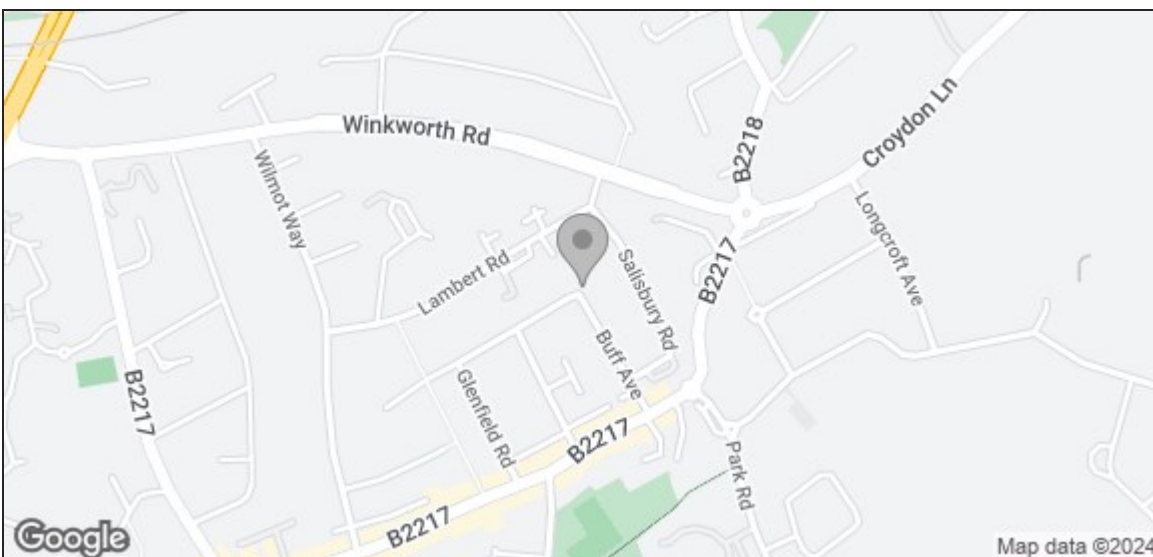 Winkworth Rd
B2218
Croydon Ln
Wilmot Way
Longcroft Ave
Lambert Rd
Salisbury Rd
B2217
Buff Ave
B2217
Glenfield Rd
B2217
Park Rd
B2217
Google
Map data ©2024